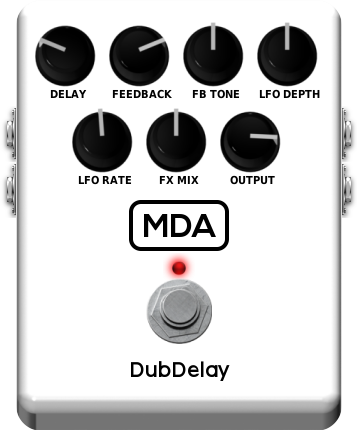 DELAY FEEDBACK FB TONE LFO DEPTH
LFO RATE FX MIX OUTPUT
MDA
DubDelay